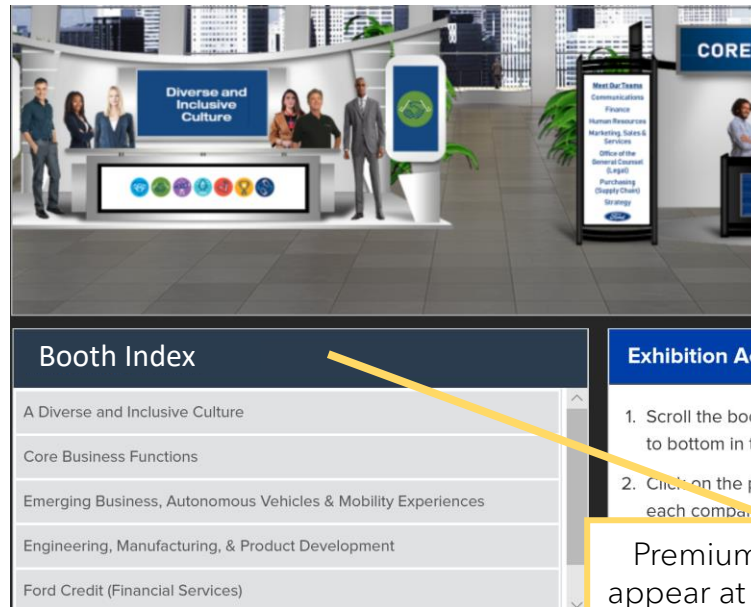 Diverse and
Inclusive
Culture
CORE
Meet Our Teams
Communications
Finance
Human Resources
Marketing, Sales &
Services
Office of the
General Counsel
(Legal)
Purchasing
(Supply Chain)
Strategy
Ford
Booth Index
A Diverse and Inclusive Culture
Core Business Functions
Emerging Business, Autonomous Vehicles & Mobility Experiences
Engineering, Manufacturing, & Product Development
Ford Credit (Financial Services)
Exhibition A
1. Scroll the bo
to bottom in
2. Click on the
each compa
Premium
appear at